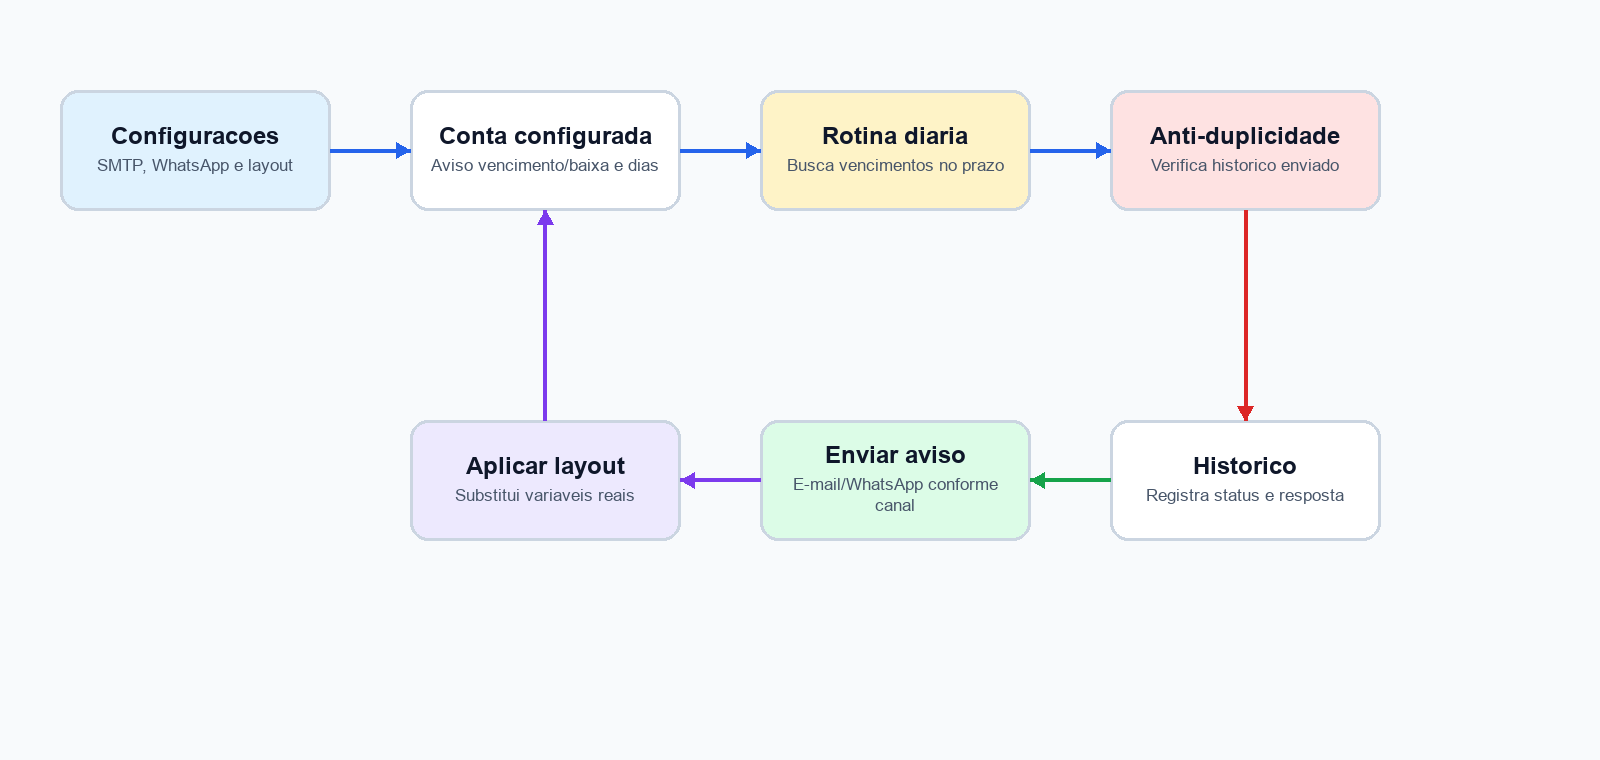 Configuracoes
SMTP, WhatsApp e layout
Conta configurada
Aviso vencimento/baixa e dias
Rotina diaria
Busca vencimentos no prazo
Anti-duplicidade
Verifica historico enviado
Aplicar layout
Substitui variaveis reais
Enviar aviso
E-mail/WhatsApp conforme
canal
Historico
Registra status e resposta